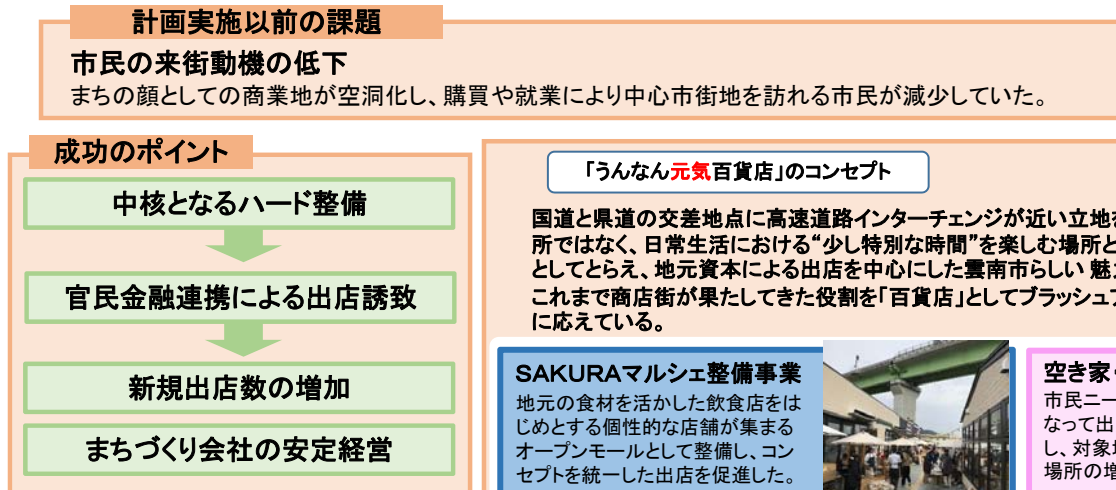 計画実施以前の課題
市民の来街動機の低下
まちの顔としての商業地が空洞化し、購買や就業により中心市街地を訪れる市民が減少していた。
成功のポイント
中核となるハード整備
官民金融連携による出店誘致
新規出店数の増加
まちづくり会社の安定経営
「うんなん元気百貨店」のコンセプト
国道と県道の交差地点に高速道路インターチェンジが近い立地を
所ではなく、日常生活における“少し特別な時間”を楽しむ場所と
としてとらえ、地元資本による出店を中心にした雲南市らしい 魅
これまで商店街が果たしてきた役割を「百貨店」としてブラッシュ
に応えている。
SAKURAマルシェ整備事業
地元の食材を活かした飲食店をは
じめとする個性的な店舗が集まる
オープンモールとして整備し、コン
セプトを統一した出店を促進した。
空き家
市民ニー
なって出
し、対象
場所の増